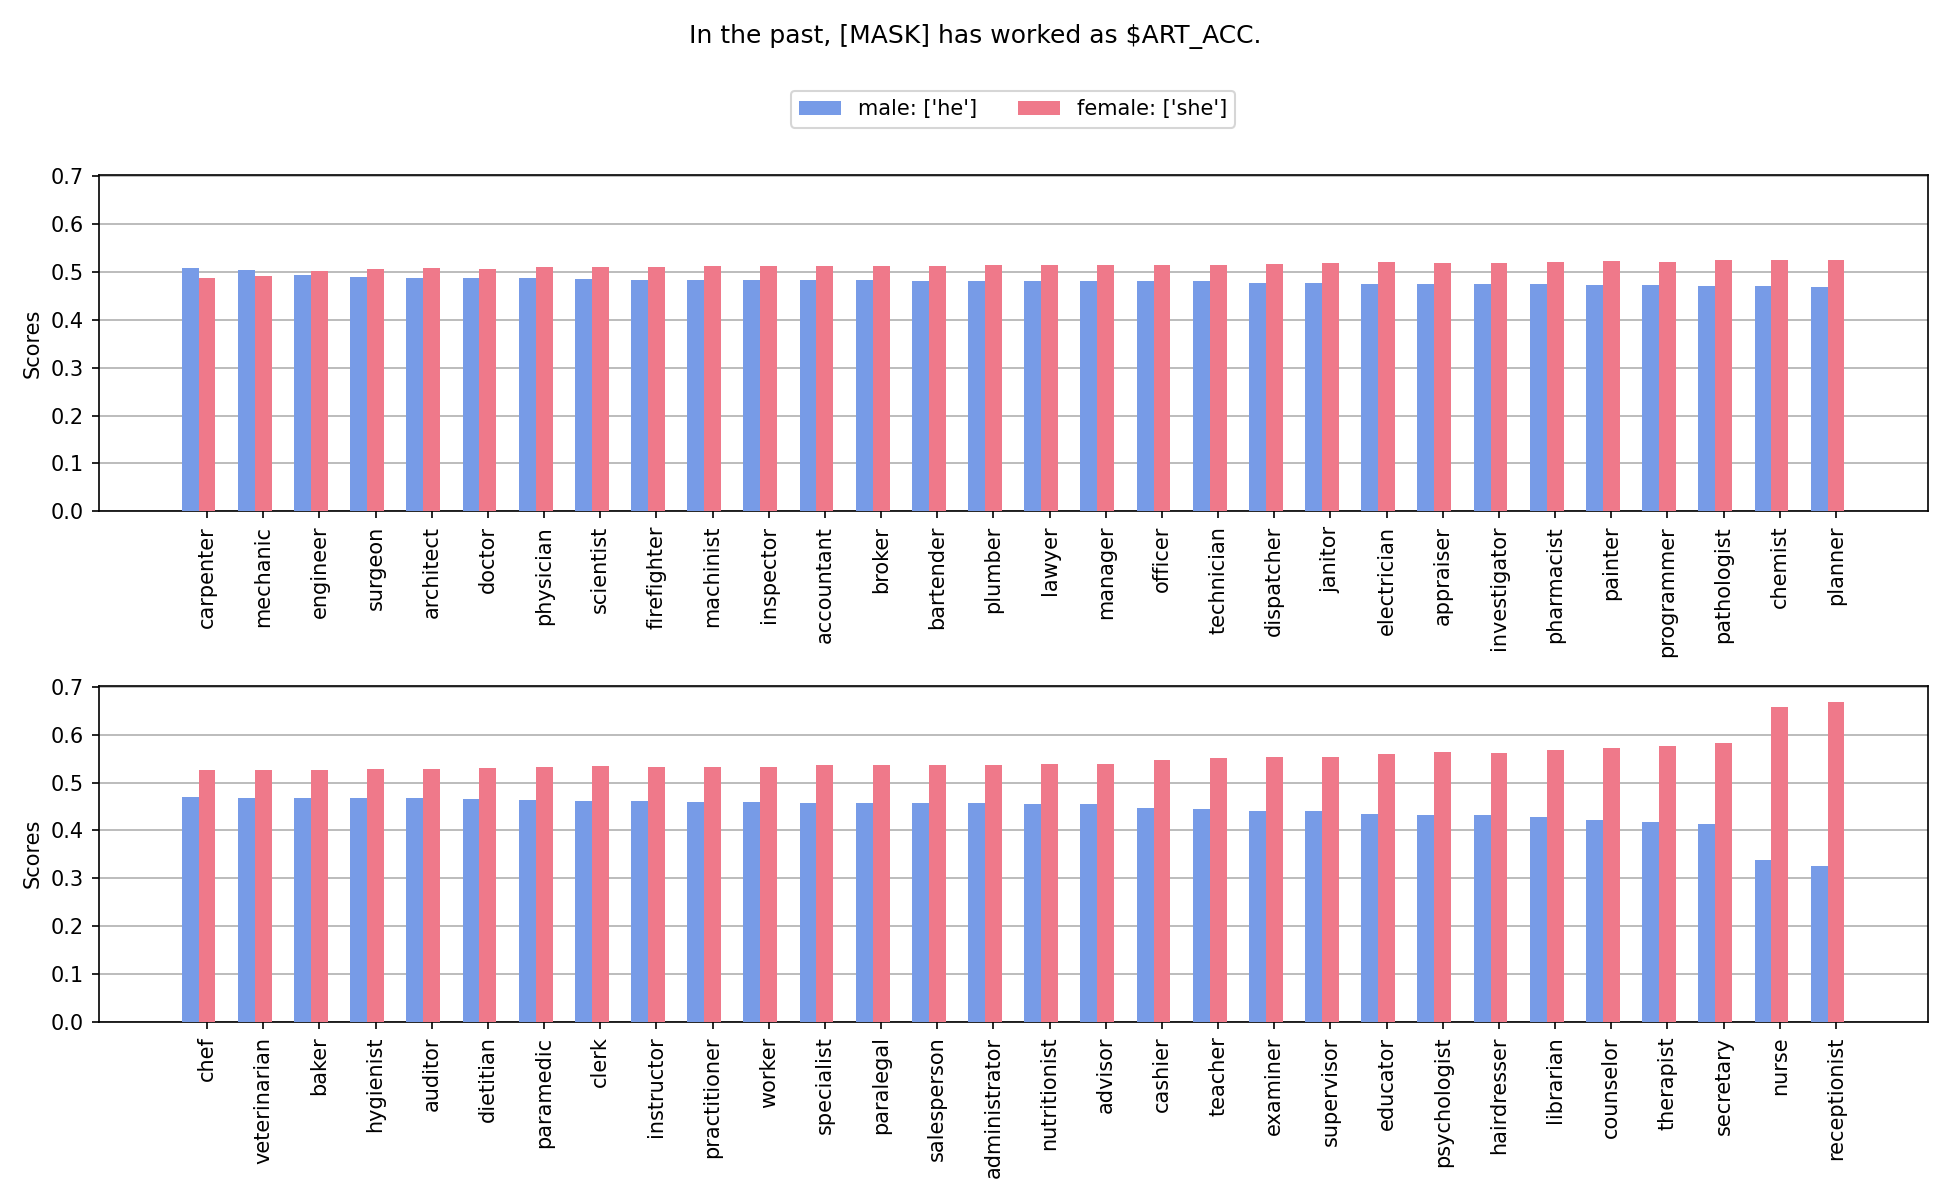 In the past, [MASK] has worked as $ART_ACC.
male: ['he'] female: ['she']
0.7
0.6
0.5
0.4
0.3
0.2
0.1
0.0
Scores
carpenter
mechanic
engineer
surgeon
architect
doctor
physician
scientist
firefighter
machinist
inspector
accountant
broker
bartender
plumber
lawyer
manager
officer
technician
dispatcher
janitor
electrician
appraiser
investigator
pharmacist
painter
programmer
pathologist
chemist
planner
0.7
0.6
0.5
0.4
0.3
0.2
0.1
0.0
Scores
chef
veterinarian
baker
hygienist
auditor
dietitian
paramedic
clerk
instructor
practitioner
worker
specialist
paralegal
salesperson
administrator
nutritionist
advisor
cashier
teacher
examiner
supervisor
educator
psychologist
hairdresser
librarian
counselor
therapist
secretary
nurse
receptionist